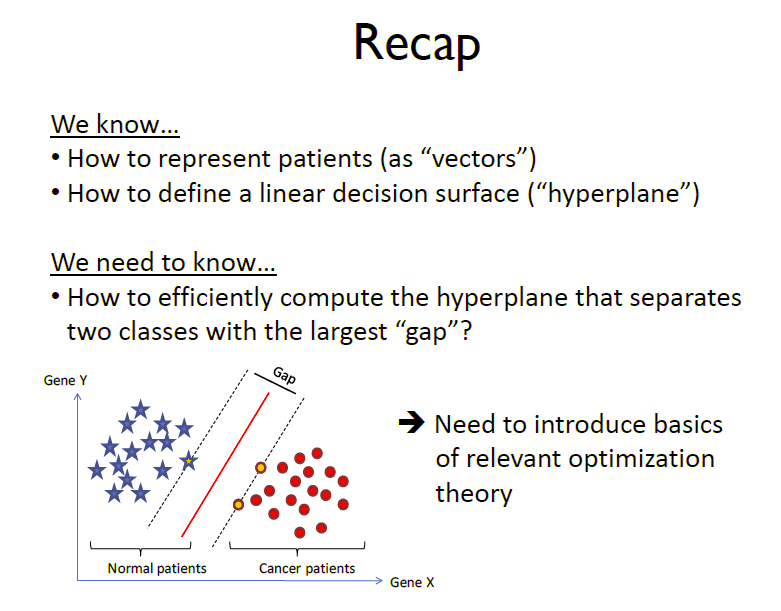 Recap
We know…
• How to represent patients (as “vectors”)
• How to define a linear decision surface (“hyperplane”)
We need to know…
• How to efficiently compute the hyperplane that separates
two classes with the largest “gap”?
Gene Y
Gap
➔ Need to introduce basics
of relevant optimization
theory
Normal patients
Cancer patients
Gene X